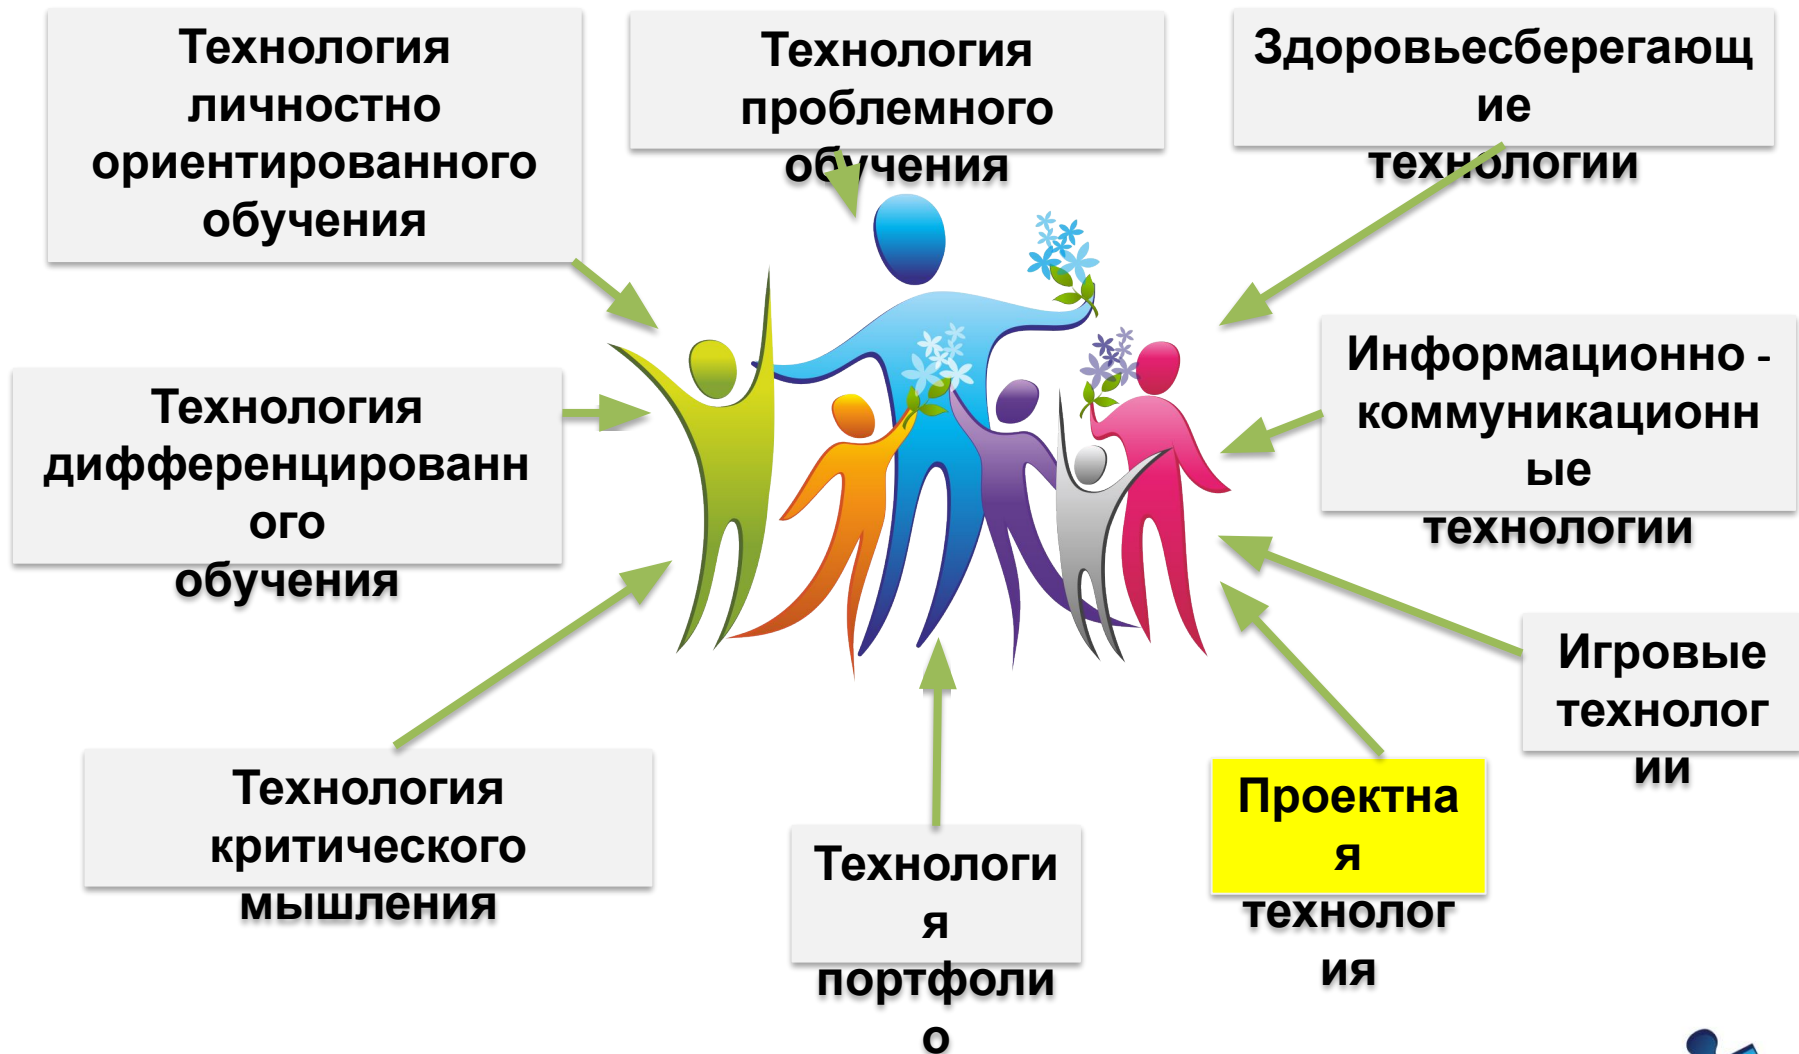 Технология
личностно
ориентированного
обучения
Технология
проблемного
обучения
Здоровьесберегающ
ие
технологии
Технология
дифференцированн
ого
обучения
Информационно -
коммуникационн
ые
технологии
Игровые
технолог
ии
Технология
критического
мышления
Технологи
я
портфоли
о
Проектна
я
технолог
ия